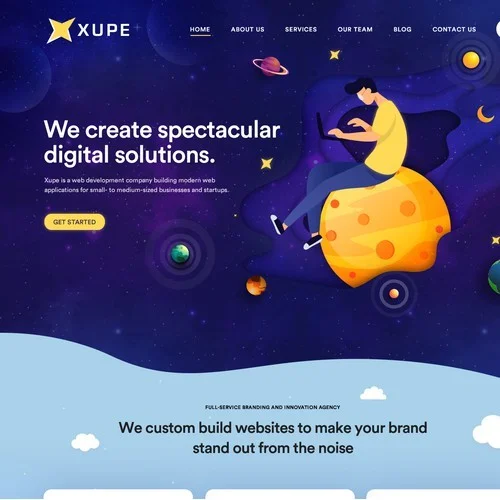 XUPE
HOME ABOUT US SERVICES OUR TEAM BLOG CONTACT US
We create spectacular
digital solutions.
Xupe is a web development company building modern web
applications for small- to medium-sized businesses and startups.
GET STARTED
FULL-SERVICE BRANDING AND INNOVATION AGENCY
We custom build websites to make your brand
stand out from the noise